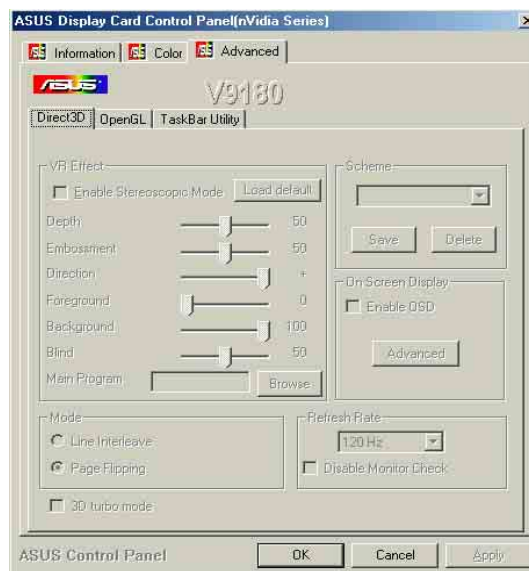 ASUS Display Card Control Panel(nVidia Series)
Information Color Advanced
ASUS
V9180
Direct3D OpenGL TaskBar Utility
VR Effect
Enable Stereoscopic Mode Load default
Depth 50
Embossment 50
Direction +
Foreground 0
Background 100
Blind 50
Main Program Browse
Scheme
Save Delete
On Screen Display
Enable OSD
Advanced
Mode
Line Interleave
Page Flipping
Refresh Rate
120 Hz
Disable Monitor Check
3D turbo mode
ASUS Control Panel OK Cancel Apply